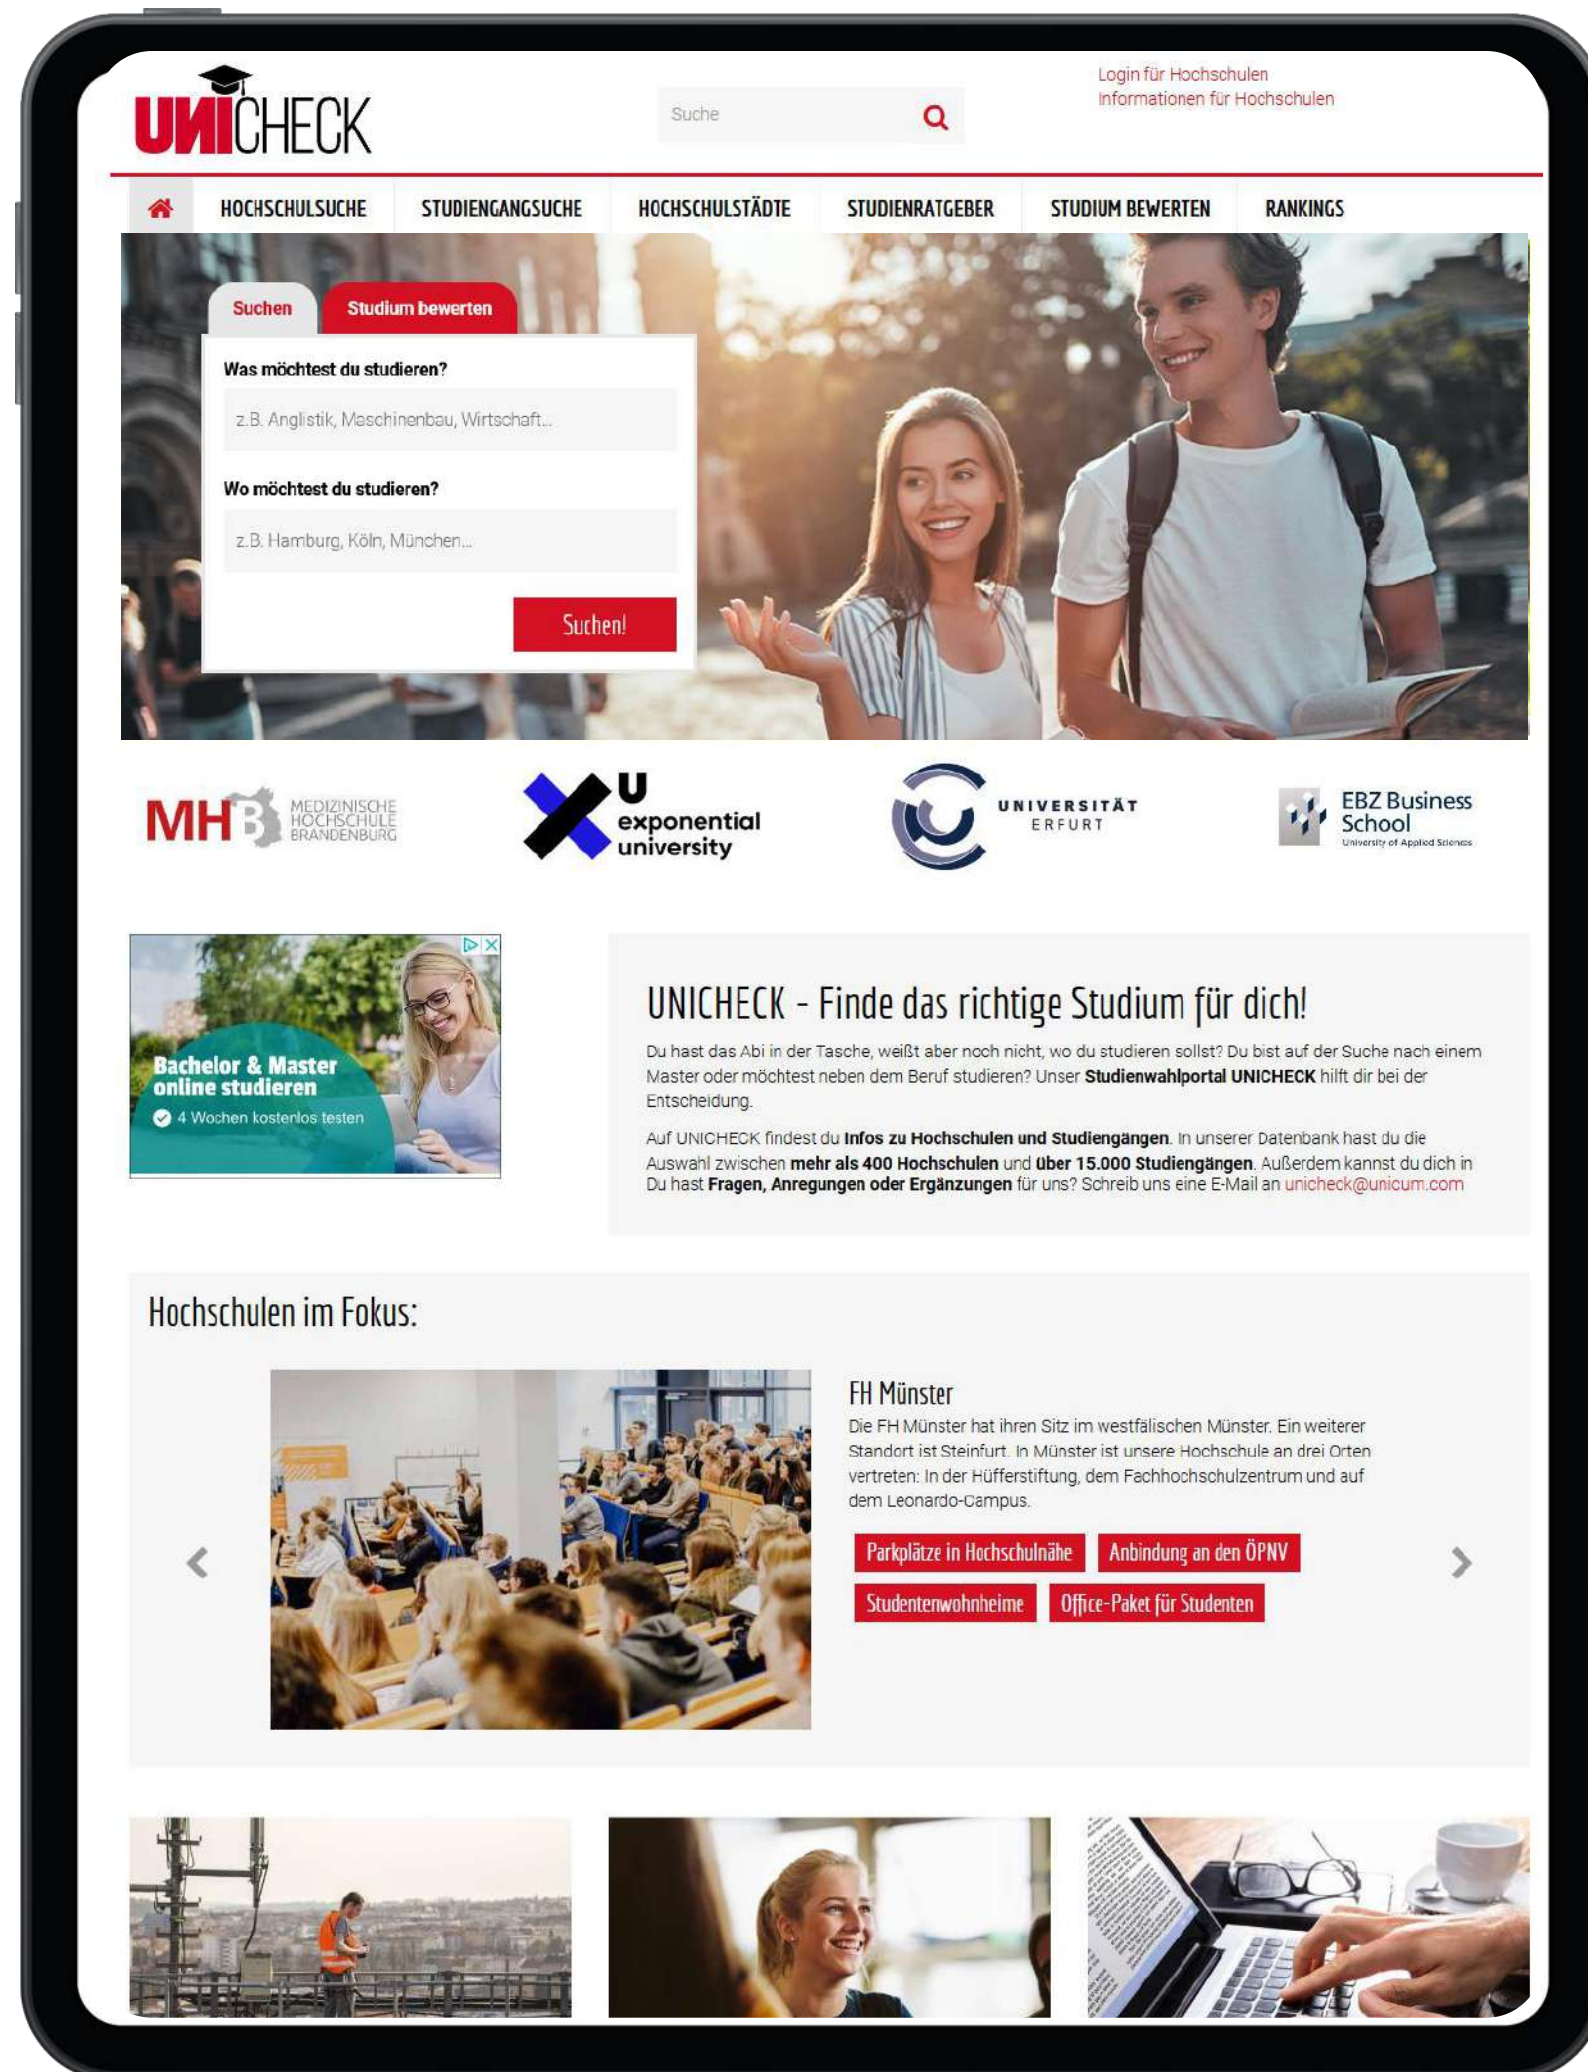 UNICHECK
Suche
Login für Hochschulen
Informationen für Hochschulen
HOCHSCHULSUCHE
STUDIENGANGSUCHE
HOCHSCHULSTÄDTE
STUDIENRATGEBER
STUDIUM BEWERTEN
RANKINGS
Suchen
Studium bewerten
Was möchtest du studieren?
z.B. Anglistik, Maschinenbau, Wirtschaft...
Wo möchtest du studieren?
z.B. Hamburg, Köln, München...
Suchen!
MHB
MEDIZINISCHE
HOCHSCHULE
BRANDENBURG
U
exponential
university
UNIVERSITÄT
ERFURT
EBZ Business
School
University of Applied Sciences
Bachelor & Master
online studieren
4 Wochen kostenlos testen
UNICHECK - Finde das richtige Studium für dich!
Du hast das Abi in der Tasche, weißt aber noch nicht, wo du studieren sollst? Du bist auf der Suche nach einem
Master oder möchtest neben dem Beruf studieren? Unser Studienwahlportal UNICHECK hilft dir bei der
Entscheidung.
Auf UNICHECK findest du Infos zu Hochschulen und Studiengängen. In unserer Datenbank hast du die
Auswahl zwischen mehr als 400 Hochschulen und über 15.000 Studiengängen. Außerdem kannst du dich in
Du hast Fragen, Anregungen oder Ergänzungen für uns? Schreib uns eine E-Mail an unicheck@unicum.com
Hochschulen im Fokus:
FH Münster
Die FH Münster hat ihren Sitz im westfälischen Münster. Ein weiterer
Standort ist Steinfurt. In Münster ist unsere Hochschule an drei Orten
vertreten: In der Hüfferstiftung, dem Fachhochschulzentrum und auf
dem Leonardo-Campus.
Parkplätze in Hochschulnähe
Anbindung an den ÖPNV
Studentenwohnheime
Office-Paket für Studenten